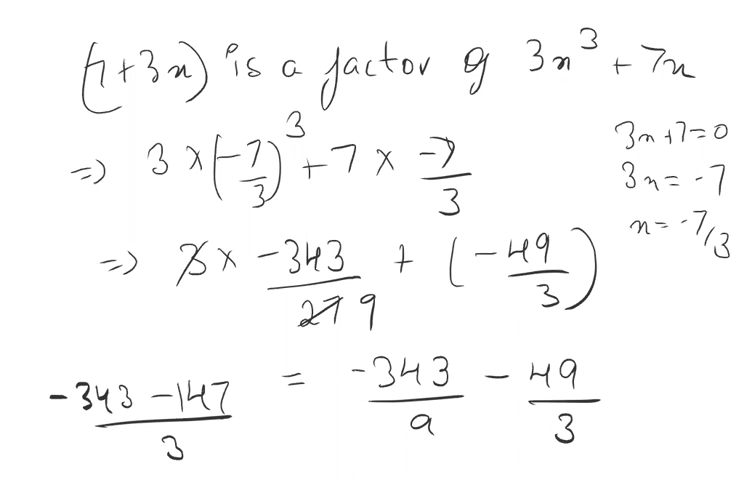 (7+3x) is a factor of 3x³ + 7x
=> 3 × (-7/3)³ + 7 × -7/3
3x+7=0
3x = -7
x = -7/3
=> 3 × -343/27 9 + (-49/3)
= -343/9 - 49/3
-343 -147/3